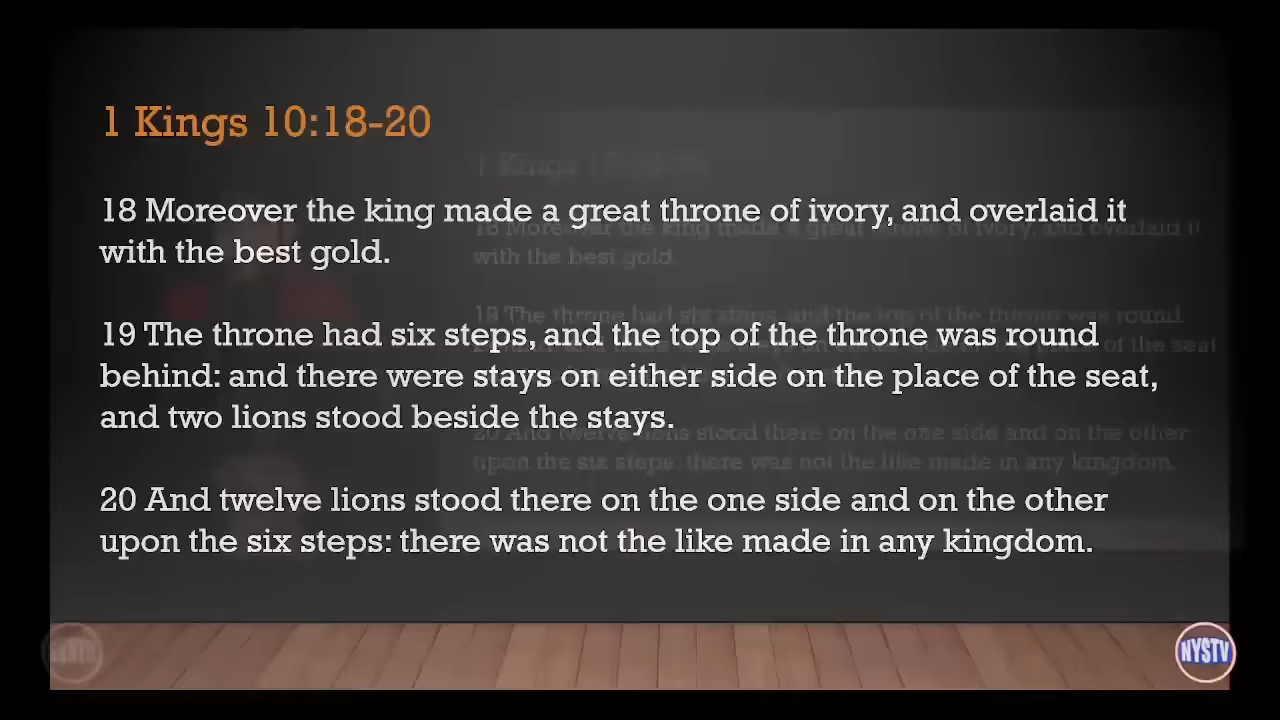 1 Kings 10:18-20
18 Moreover the king made a great throne of ivory, and overlaid it
with the best gold.
19 The throne had six steps, and the top of the throne was round
behind: and there were stays on either side on the place of the seat,
and two lions stood beside the stays.
20 And twelve lions stood there on the one side and on the other
upon the six steps: there was not the like made in any kingdom.
NYSTV